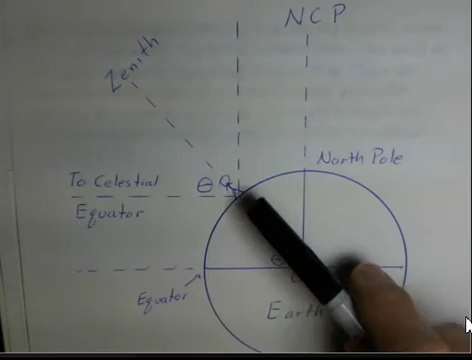 NCP
Zenith
North Pole
To Celestial
Equator
Θ
Θ
Equator
Earth